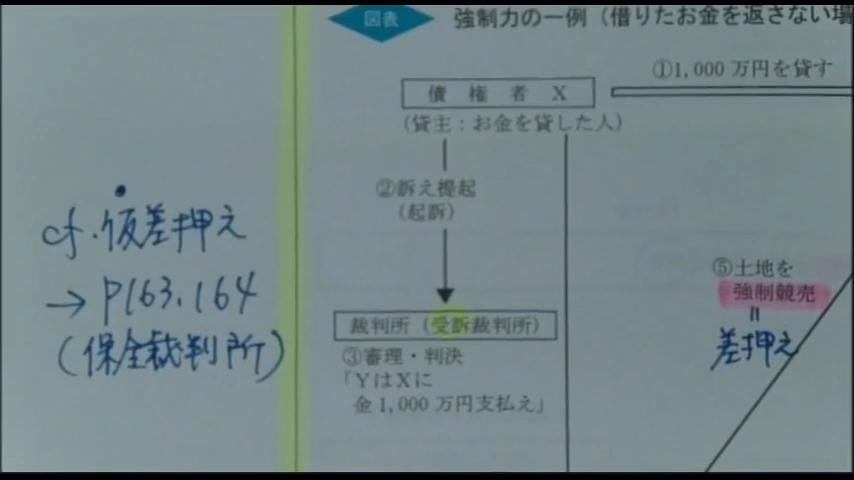 図表
強制力の一例（借りたお金を返さない場
①1,000万円を貸す
債権者X
（貸主：お金を貸した人）
②訴え提起
（起訴）
cf.仮差押え
→P163.164
(保全裁判所)
⑤土地を
強制競売
=
差押え
裁判所（受訴裁判所）
③審理・判決
「YはXに
金1,000万円支払え」